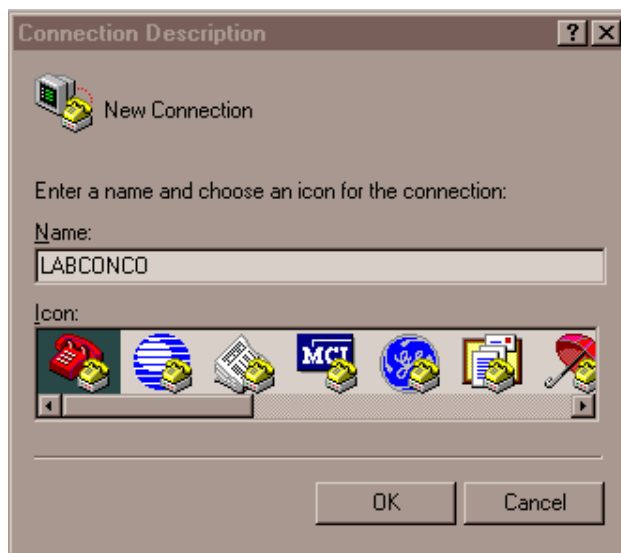 Connection Description
New Connection
Enter a name and choose an icon for the connection:
Name:
LABCONCO
Icon:
MCI
OK Cancel